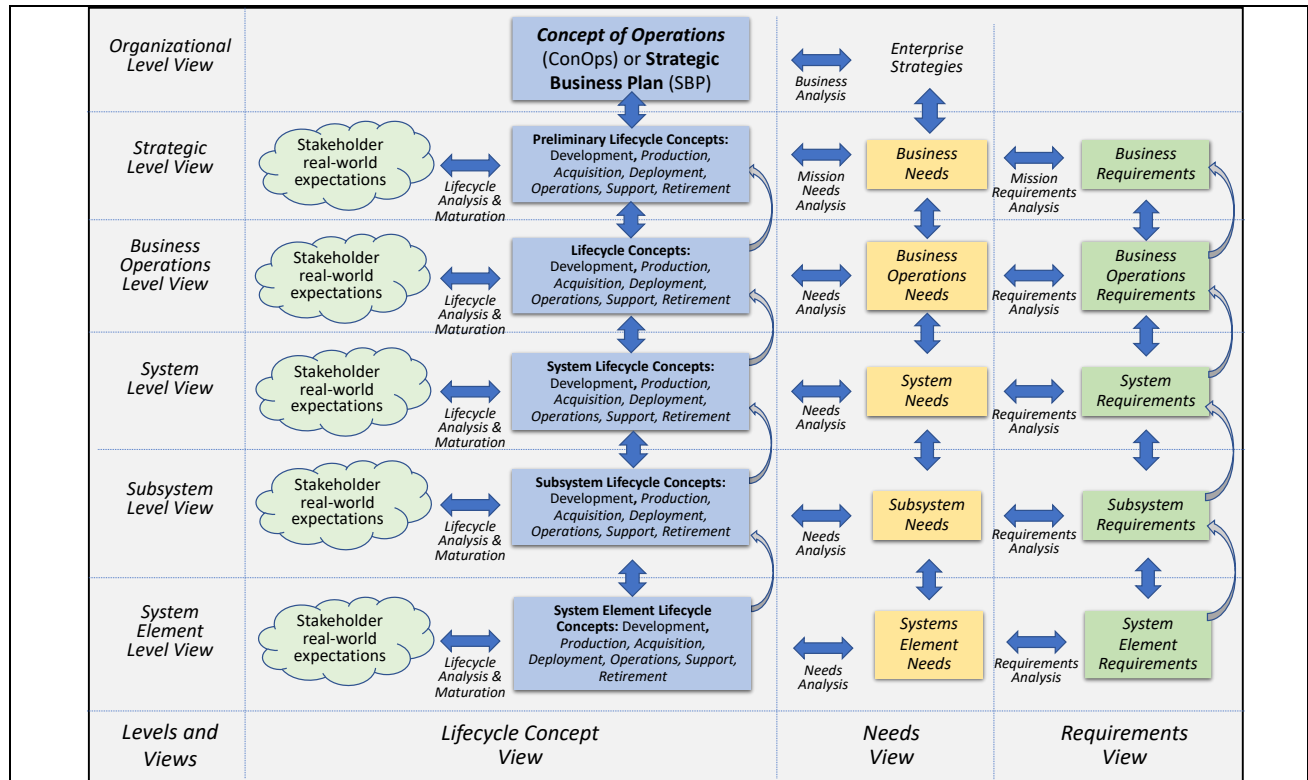 Organizational
Level View
Concept of Operations
(ConOps) or Strategic
Business Plan (SBP)
Business
Analysis
Enterprise
Strategies
Strategic
Level View
Stakeholder
real-world
expectations
Lifecycle
Analysis &
Maturation
Preliminary Lifecycle Concepts:
Development, Production,
Acquisition, Deployment,
Operations, Support, Retirement
Mission
Needs
Analysis
Business
Needs
Mission
Requirements
Analysis
Business
Requirements
Business
Operations
Level View
Stakeholder
real-world
expectations
Lifecycle
Analysis &
Maturation
Lifecycle Concepts:
Development, Production,
Acquisition, Deployment,
Operations, Support, Retirement
Needs
Analysis
Business
Operations
Needs
Requirements
Analysis
Business
Operations
Requirements
System
Level View
Stakeholder
real-world
expectations
Lifecycle
Analysis &
Maturation
System Lifecycle Concepts:
Development, Production,
Acquisition, Deployment,
Operations, Support, Retirement
Needs
Analysis
System
Needs
Requirements
Analysis
System
Requirements
Subsystem
Level View
Stakeholder
real-world
expectations
Lifecycle
Analysis &
Maturation
Subsystem Lifecycle Concepts:
Development, Production,
Acquisition, Deployment,
Operations, Support, Retirement
Needs
Analysis
Subsystem
Needs
Requirements
Analysis
Subsystem
Requirements
System
Element
Level View
Stakeholder
real-world
expectations
Lifecycle
Analysis &
Maturation
System Element Lifecycle
Concepts: Development,
Production, Acquisition,
Deployment, Operations, Support,
Retirement
Needs
Analysis
Systems
Element
Needs
Requirements
Analysis
System
Element
Requirements
Levels and
Views
Lifecycle Concept
View
Needs
View
Requirements
View